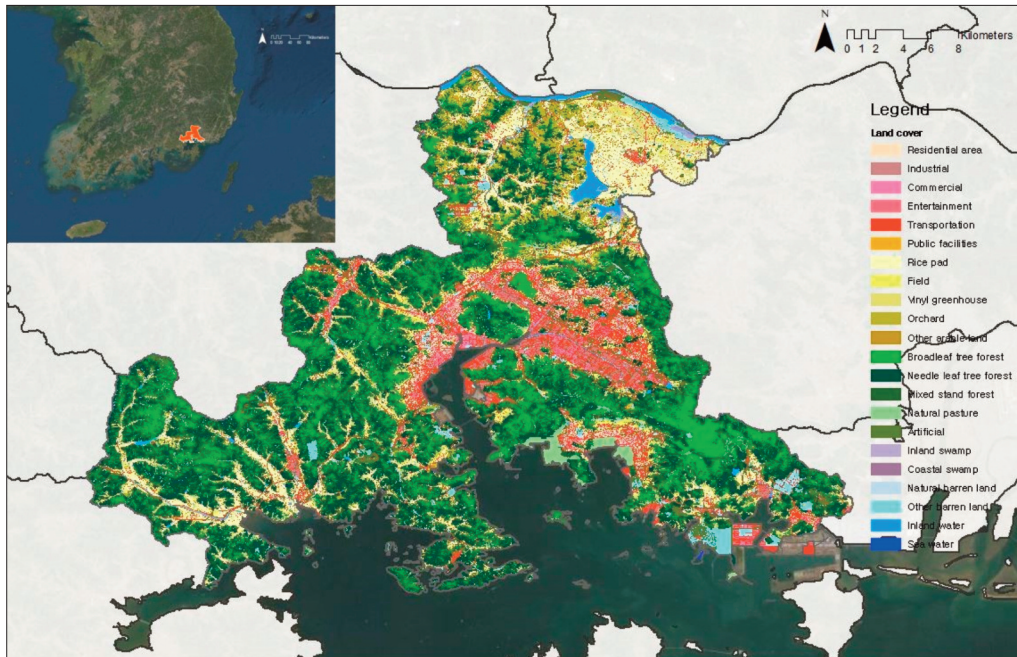 N
Kilometers
N
0 1 2 4 6 8 Kilometers
Legend
Land cover
Residential area
Industrial
Commercial
Entertainment
Transportation
Public facilities
Rice pad
Field
Vinyl greenhouse
Orchard
Other arable land
Broadleaf tree forest
Needle leaf tree forest
Mixed stand forest
Natural pasture
Artificial
Inland swamp
Coastal swamp
Natural barren land
Other barren land
Inland water
Sea water